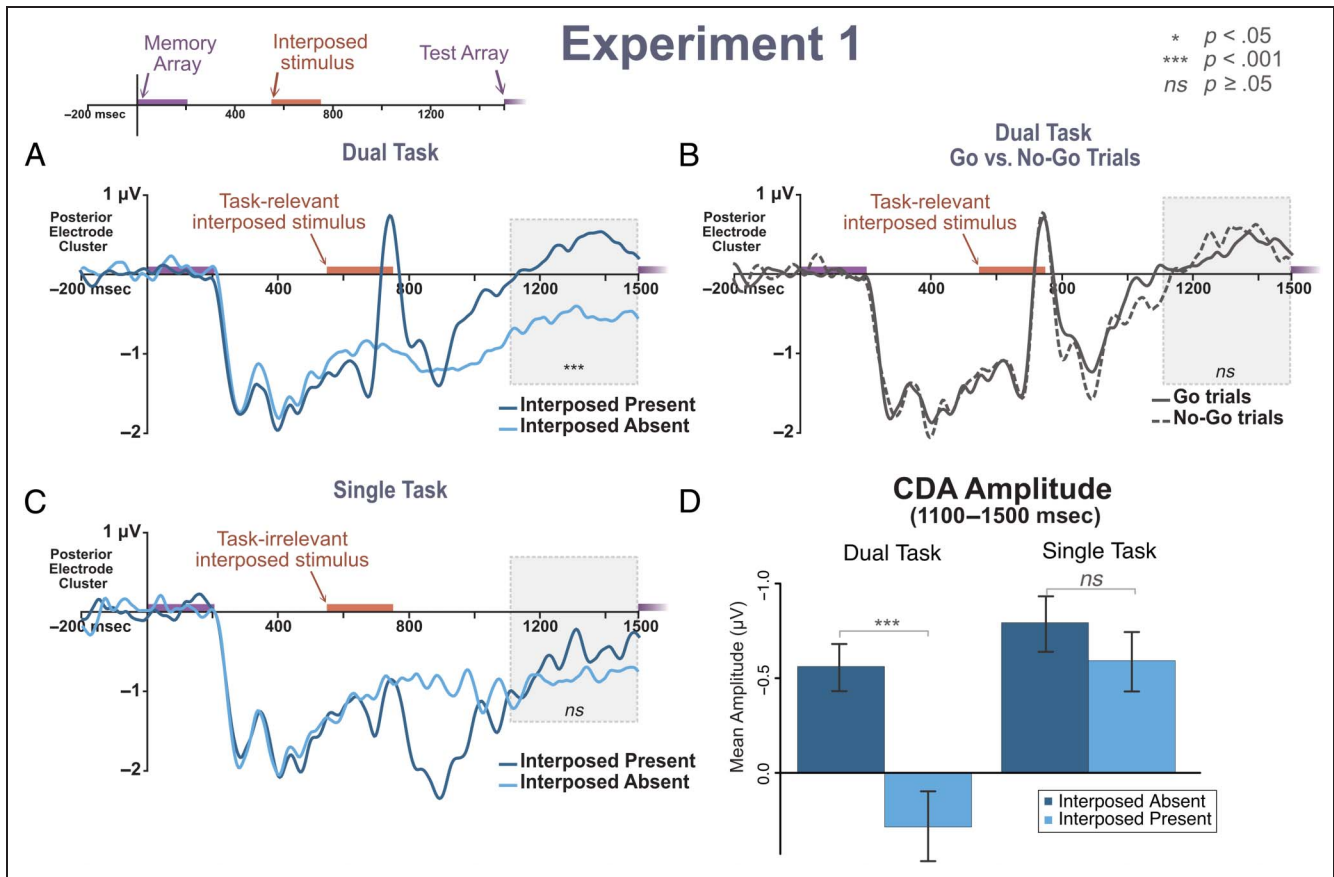 Experiment 1
Memory
Array
Interposed
stimulus
Test Array
–200 msec 400 800 1200
* p < .05
*** p < .001
ns p ≥ .05
A
Dual Task
1 µV
Posterior
Electrode
Cluster
Task-relevant
interposed stimulus
–200 msec 400 800 1200 1500
–1
***
–2
Interposed Present
Interposed Absent
B
Dual Task
Go vs. No-Go Trials
1 µV
Posterior
Electrode
Cluster
Task-relevant
interposed stimulus
–200 msec 400 800 1200 1500
–1
ns
–2
Go trials
No-Go trials
C
Single Task
1 µV
Posterior
Electrode
Cluster
Task-irrelevant
interposed stimulus
–200 msec 400 800 1200 1500
–1
ns
–2
Interposed Present
Interposed Absent
D
CDA Amplitude
(1100–1500 msec)
Dual Task Single Task
Mean Amplitude (µV)
–1.0
–0.5
0.0
***
ns
Interposed Absent
Interposed Present